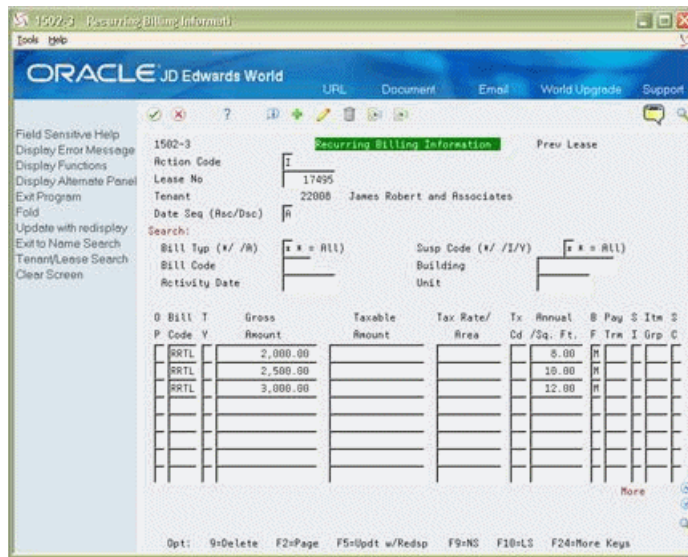 1502-3 Recurring Billing Informati
Tools Help
ORACLE JD Edwards World
URL Document Email World Upgrade Support
Field Sensitive Help
Display Error Message
Display Functions
Display Alternate Panel
Exit Program
Fold
Update with redisplay
Exit to Name Search
Tenant/Lease Search
Clear Screen
1502-3 Recurring Billing Information Prev Lease
Action Code I
Lease No 17495
Tenant 22008 James Robert and Associates
Date Seq (Asc/Dsc) A
Search:
Bill Typ (*/ /A) * * = All) Susp Code (*/ /I/Y) * * = All)
Bill Code Building
Activity Date Unit
O Bill T Gross Taxable Tax Rate/ Tx Annual B Pay S Itm S
P Code Y Amount Amount Area Cd /Sq. Ft. F Trm I Grp C
RRTL 2,000.00 8.00 M
RRTL 2,500.00 10.00 M
RRTL 3,000.00 12.00 M
More
Opt: 9=Delete F2=Page F5=Updt w/Redsp F9=NS F10=LS F24=More Keys